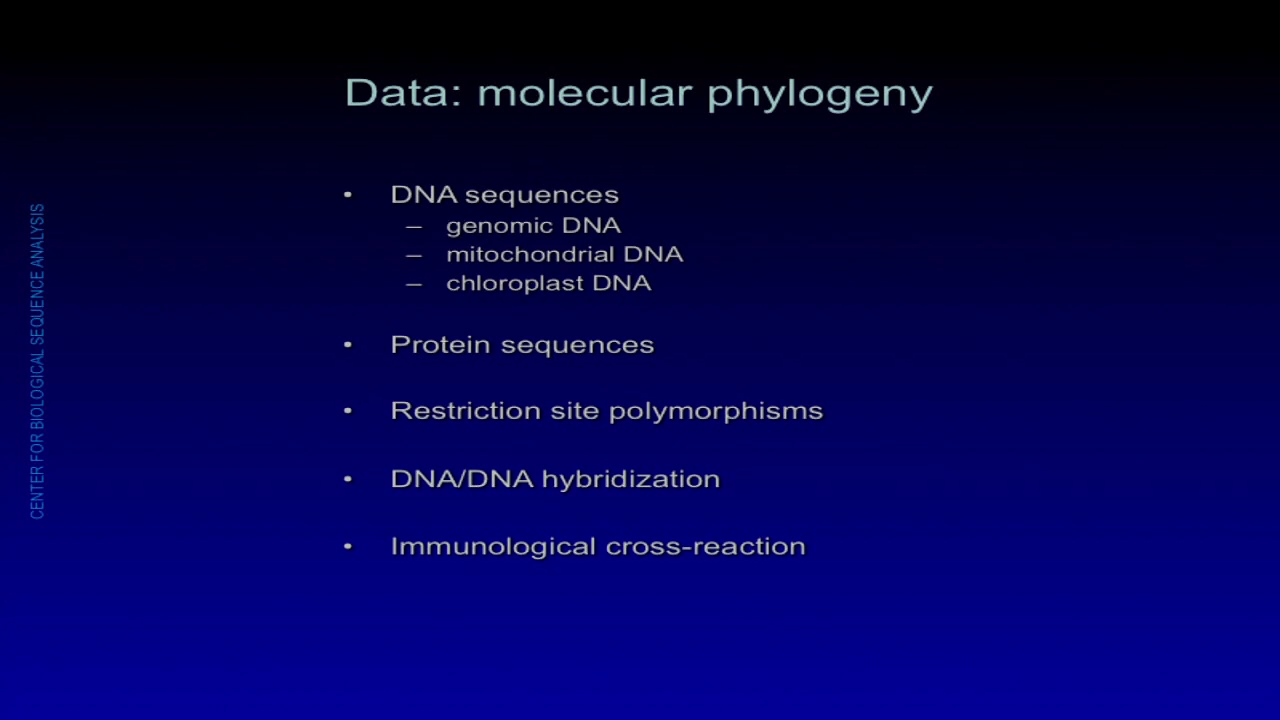 Data: molecular phylogeny
• DNA sequences
– genomic DNA
– mitochondrial DNA
– chloroplast DNA
• Protein sequences
• Restriction site polymorphisms
• DNA/DNA hybridization
• Immunological cross-reaction
CENTER FOR BIOLOGICAL SEQUENCE ANALYSIS